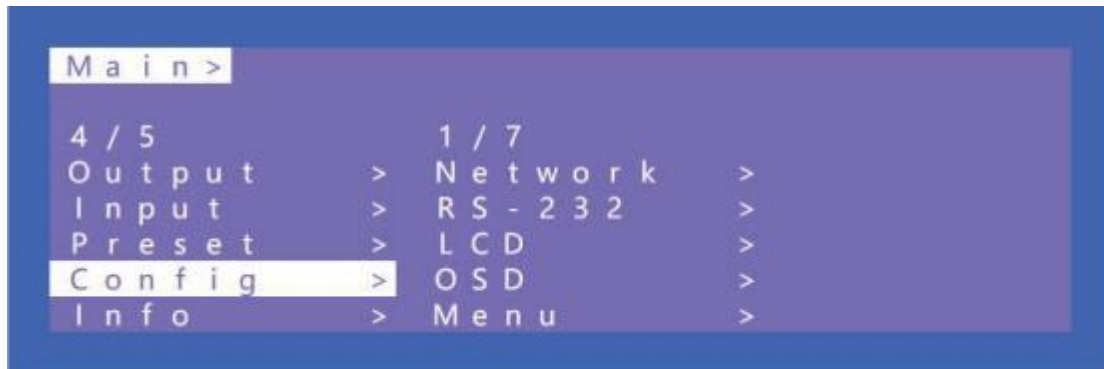 Main>
4/5 1/7
Output > Network >
Input > RS-232 >
Preset > LCD >
Config > OSD >
Info > Menu >